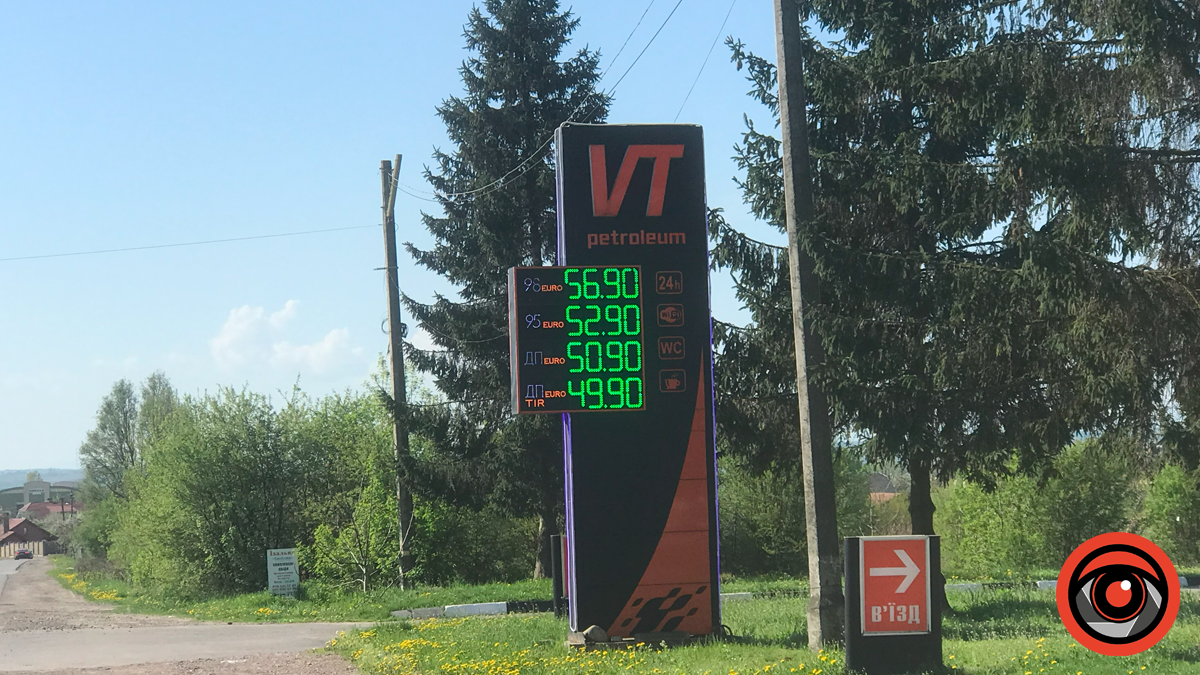 VT
petroleum
98 EURO 56.90
95 EURO 52.90
ДП EURO 50.90
ДП EURO 49.90
TIR
24h
WiFi
WC
В'ЇЗД